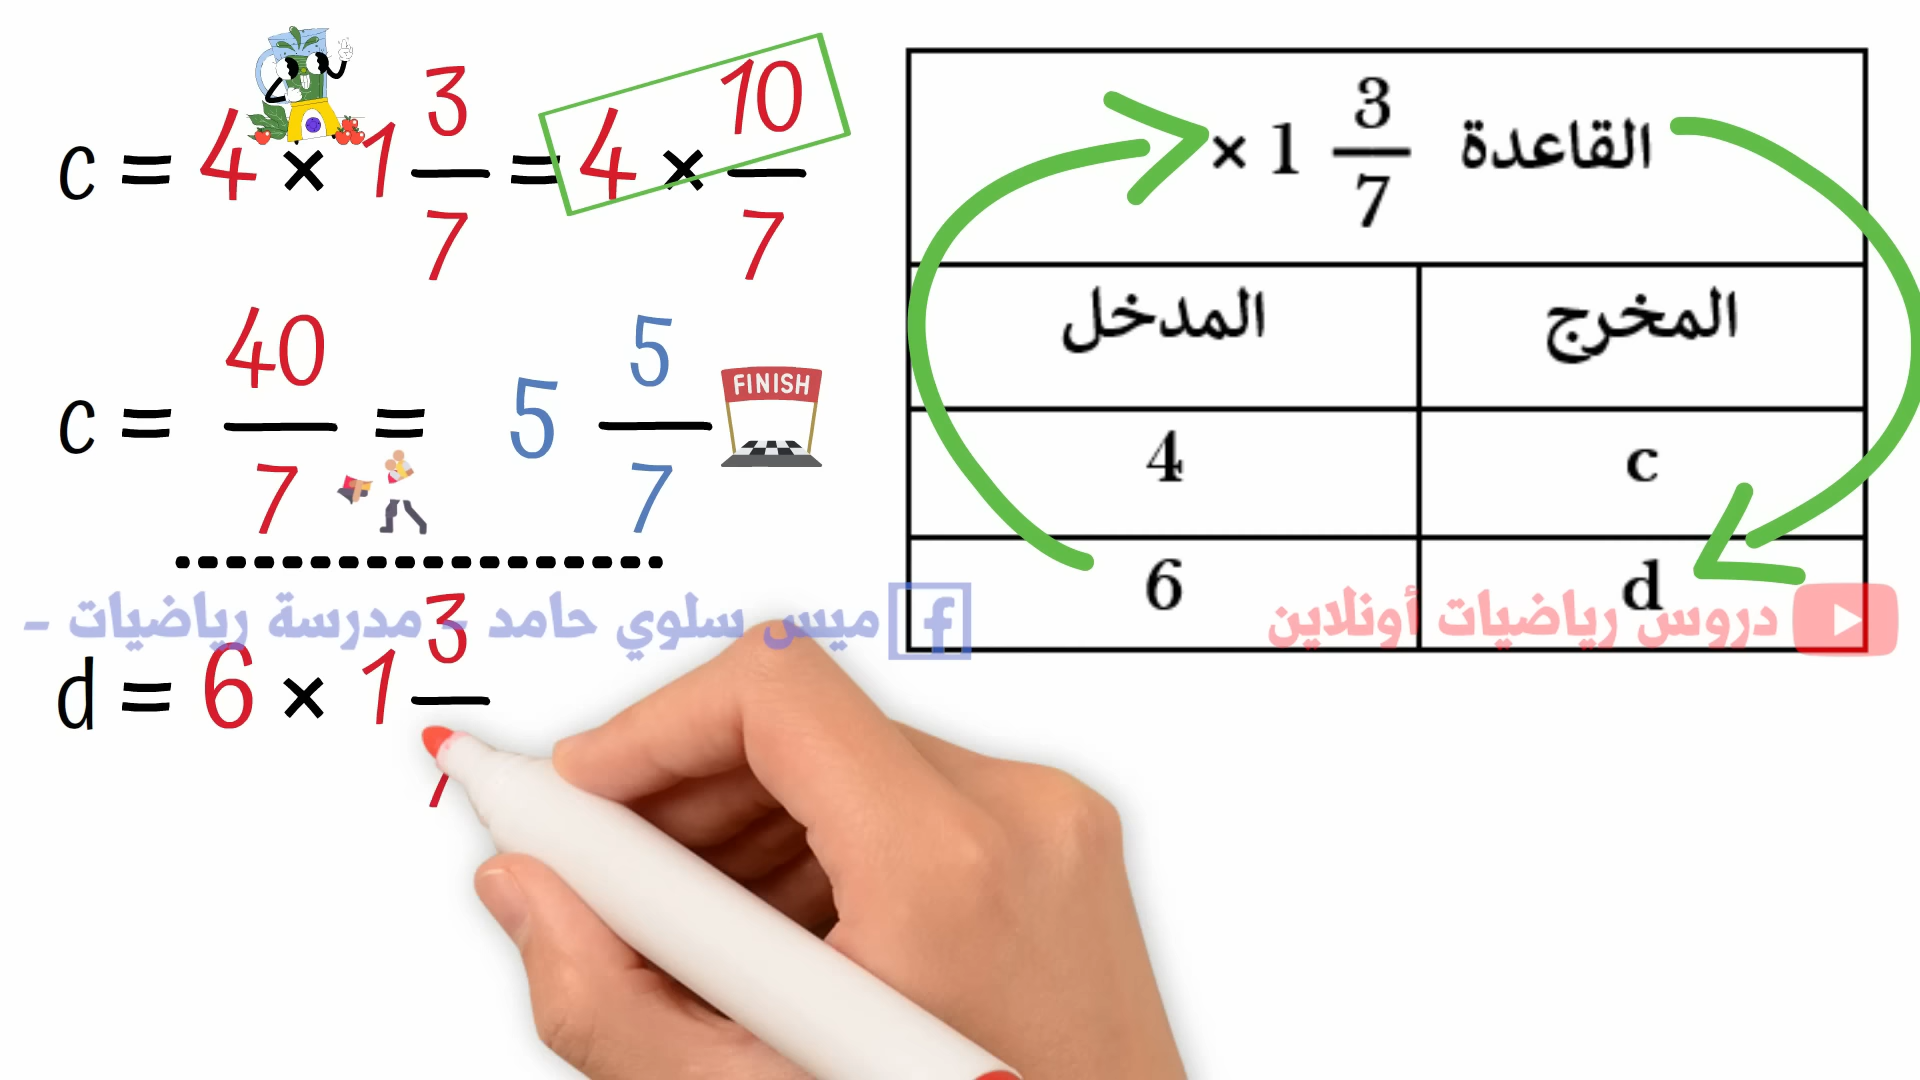 c = 4 × 1 3/7 = 4 × 10/7
c = 40/7 = 5 5/7
FINISH
ميس سلوي حامد - مدرسة رياضيات -
d = 6 × 1 3/
القاعدة × 1 3/7
المدخل المخرج
4 c
6 d
دروس رياضيات أونلاين